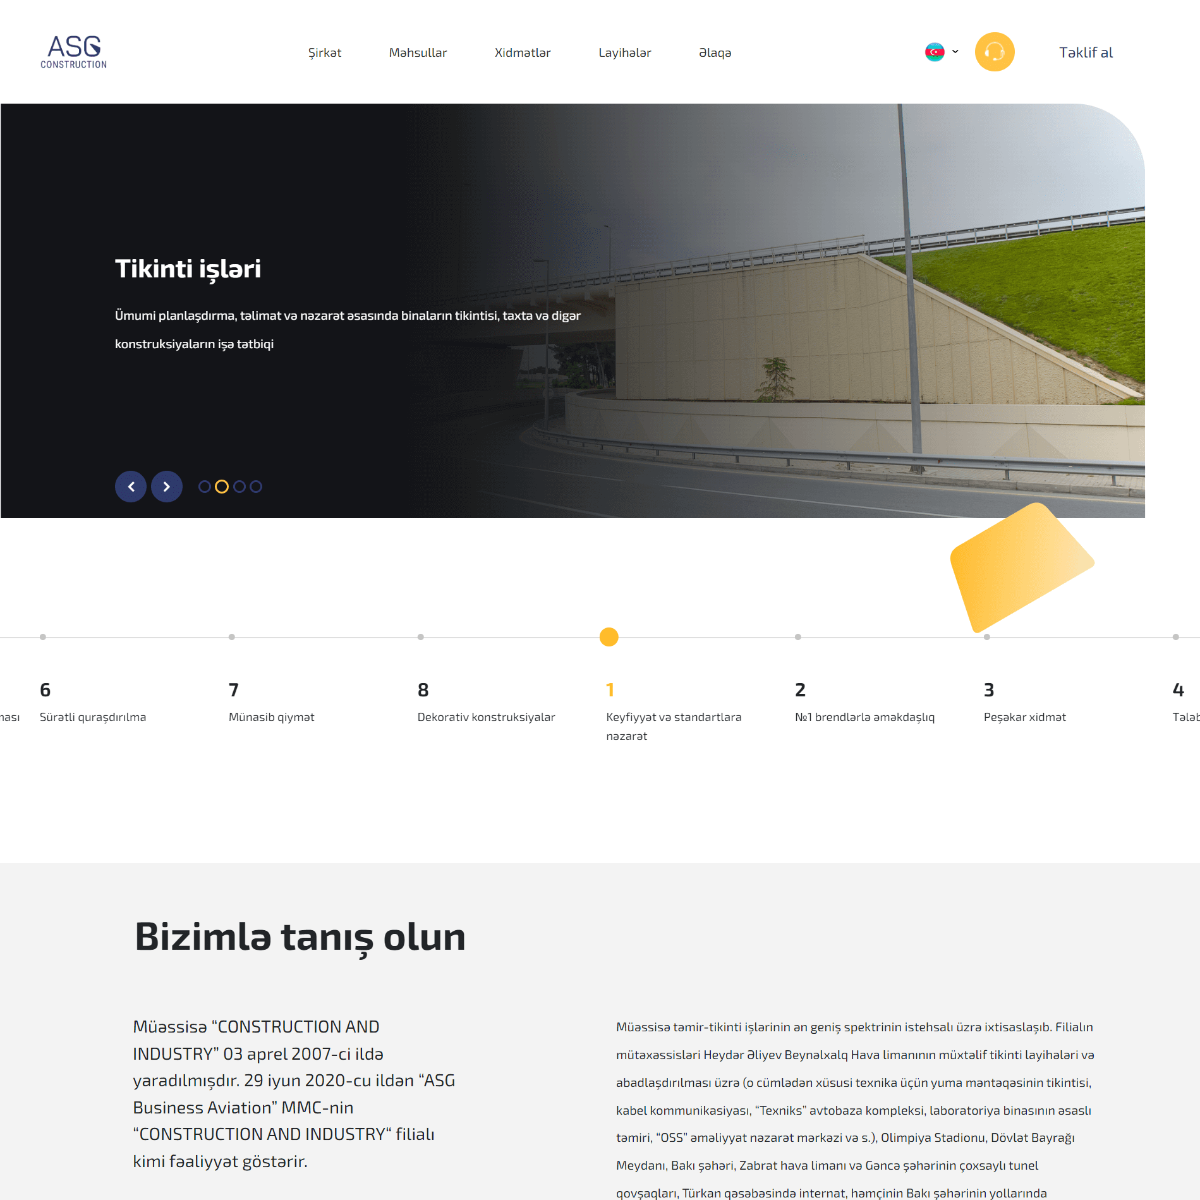 ASG
CONSTRUCTION
Şirkət
Məhsullar
Xidmətlər
Layihələr
Əlaqə
Təklif al
Tikinti işləri
Ümumi planlaşdırma, təlimat və nəzarət əsasında binaların tikintisi, taxta və digər
konstruksiyaların işə tətbiqi
6
Sürətli quraşdırılma
7
Münasib qiymət
8
Dekorativ konstruksiyalar
1
Keyfiyyət və standartlara
nəzarət
2
№1 brendlərlə əməkdaşlıq
3
Peşəkar xidmət
4
Bizimlə tanış olun
Müəssisə “CONSTRUCTION AND
INDUSTRY” 03 aprel 2007-ci ildə
yaradılmışdır. 29 iyun 2020-cu ildən “ASG
Business Aviation” MMC-nin
“CONSTRUCTION AND INDUSTRY“ filialı
kimi fəaliyyət göstərir.
Müəssisə təmir-tikinti işlərinin ən geniş spektrinin istehsalı üzrə ixtisaslaşıb. Filialın
mütəxəssisləri Heydər Əliyev Beynəlxalq Hava limanının müxtəlif tikinti layihələri və
abadlaşdırılması üzrə (o cümlədən xüsusi texnika üçün yuma məntəqəsinin tikintisi,
kabel kommunikasiyası, “Texniks” avtobaza kompleksi, laboratoriya binasının əsaslı
təmiri, “OSS” əməliyyat nəzarət mərkəzi və s.), Olimpiya Stadionu, Dövlət Bayrağı
Meydanı, Bakı şəhəri, Zabrat hava limanı və Gəncə şəhərinin çoxsaylı tunel
qovşaqları, Türkan qəsəbəsində internat, həmçinin Bakı şəhərinin yollarında